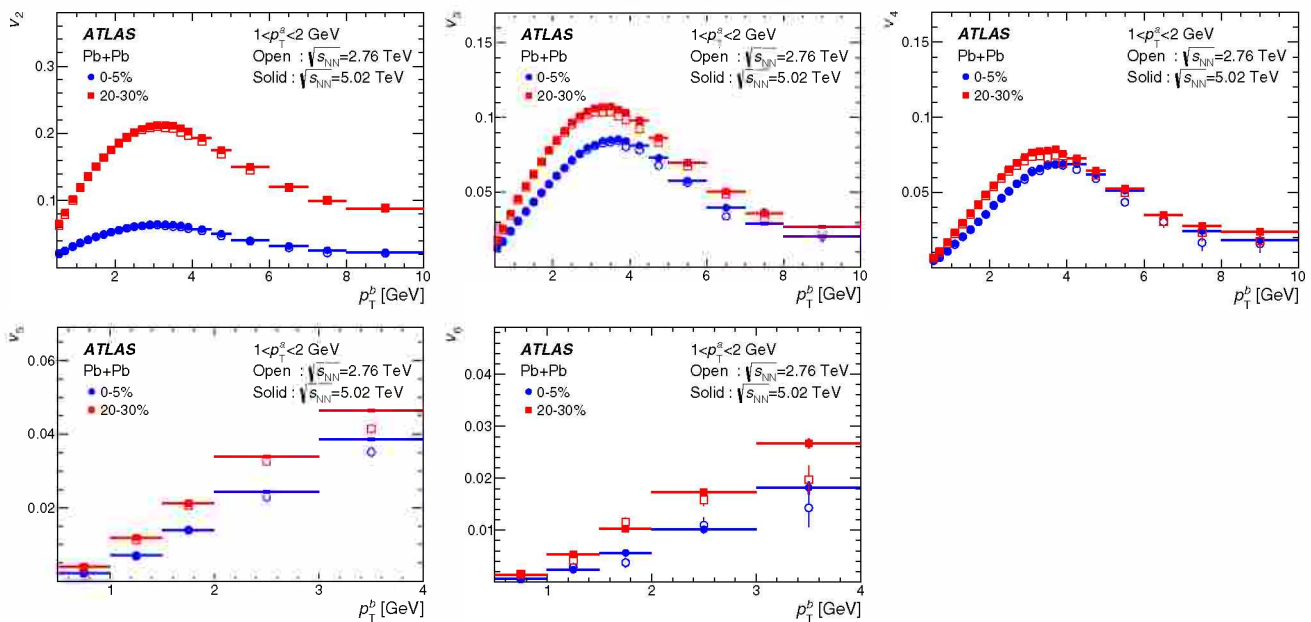 v2
ATLAS
1<p_T^a<2 GeV
Pb+Pb
Open : √s_NN=2.76 TeV
0-5%
Solid : √s_NN=5.02 TeV
20-30%
0.3
0.2
0.1
2 4 6 8 10
p_T^b [GeV]
v3
ATLAS
1<p_T^a<2 GeV
Pb+Pb
Open : √s_NN=2.76 TeV
0-5%
Solid : √s_NN=5.02 TeV
20-30%
0.15
0.1
0.05
2 4 6 8 10
p_T^b [GeV]
v4
ATLAS
1<p_T^a<2 GeV
Pb+Pb
Open : √s_NN=2.76 TeV
0-5%
Solid : √s_NN=5.02 TeV
20-30%
0.15
0.1
0.05
2 4 6 8 10
p_T^b [GeV]
v5
ATLAS
1<p_T^a<2 GeV
Pb+Pb
Open : √s_NN=2.76 TeV
0-5%
Solid : √s_NN=5.02 TeV
20-30%
0.06
0.04
0.02
1 2 3 4
p_T^b [GeV]
v6
ATLAS
1<p_T^a<2 GeV
Pb+Pb
Open : √s_NN=2.76 TeV
0-5%
Solid : √s_NN=5.02 TeV
20-30%
0.04
0.03
0.02
0.01
1 2 3 4
p_T^b [GeV]